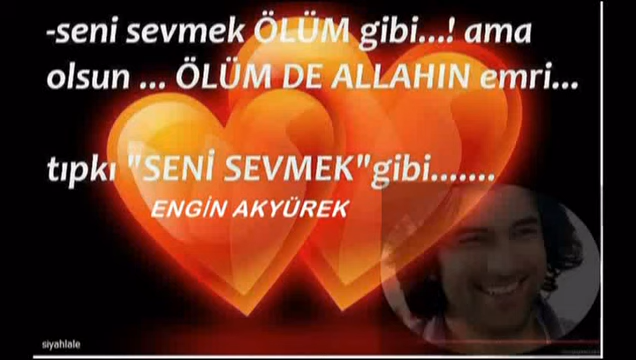 -seni sevmek ÖLÜM gibi...! ama
olsun ... ÖLÜM DE ALLAHIN emri...
tıpkı "SENİ SEVMEK"gibi.......
ENGİN AKYÜREK
siyahlale